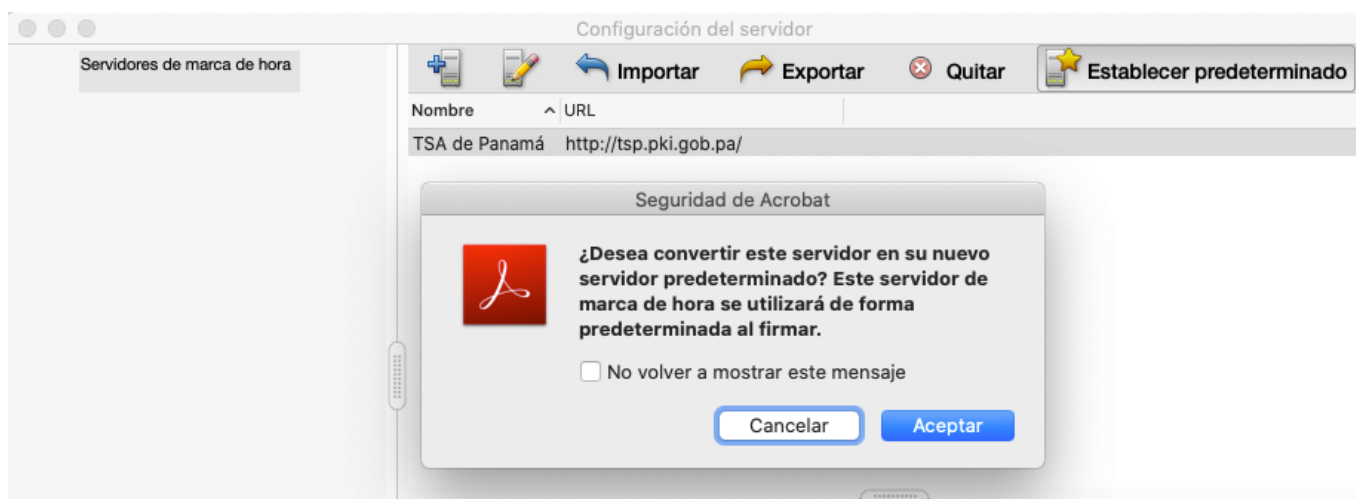 Configuración del servidor
Servidores de marca de hora
Importar Exportar Quitar Establecer predeterminado
Nombre URL
TSA de Panamá http://tsp.pki.gob.pa/
Seguridad de Acrobat
¿Desea convertir este servidor en su nuevo
servidor predeterminado? Este servidor de
marca de hora se utilizará de forma
predeterminada al firmar.
No volver a mostrar este mensaje
Cancelar Aceptar